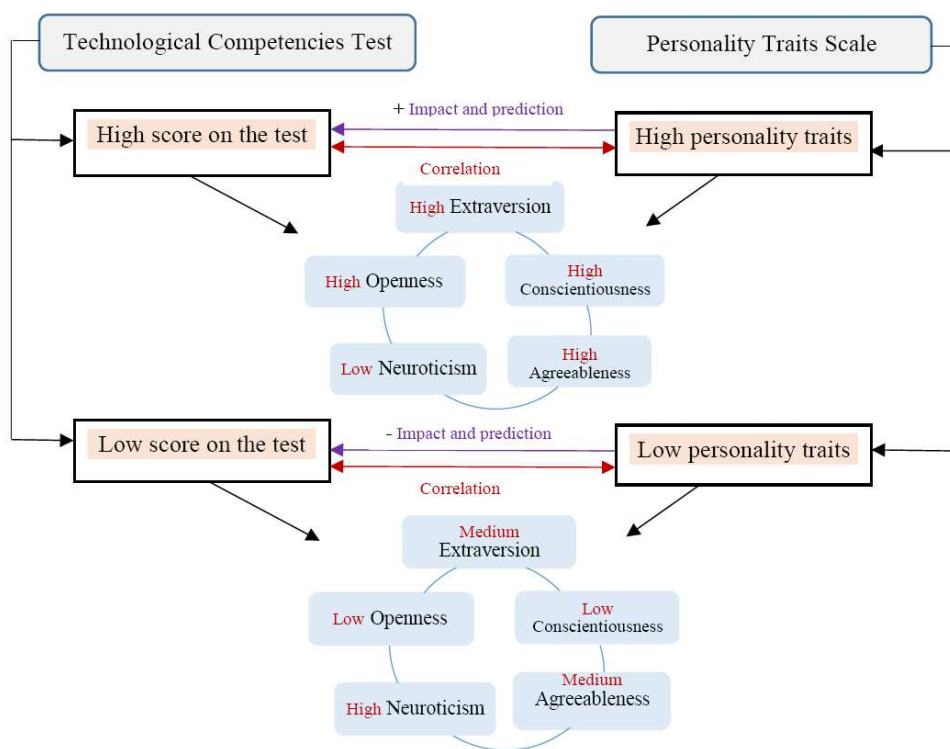 Technological Competencies Test
Personality Traits Scale
+ Impact and prediction
High score on the test
High personality traits
Correlation
High Extraversion
High Openness
High
Conscientiousness
Low Neuroticism
High
Agreeableness
- Impact and prediction
Low score on the test
Low personality traits
Correlation
Medium
Extraversion
Low Openness
Low
Conscientiousness
High Neuroticism
Medium
Agreeableness